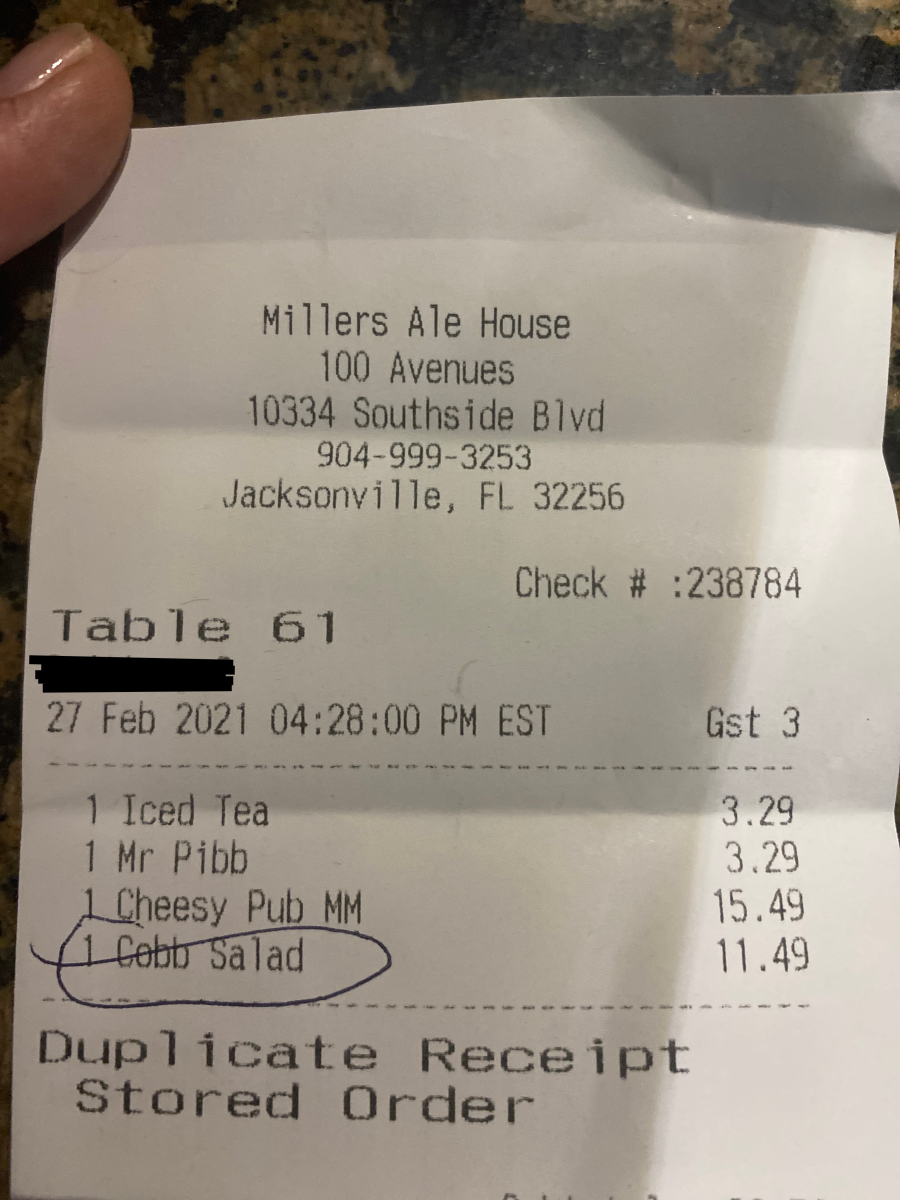 Millers Ale House
100 Avenues
10334 Southside Blvd
904-999-3253
Jacksonville, FL 32256
Check # :238784
Table 61
27 Feb 2021 04:28:00 PM EST Gst 3
1 Iced Tea 3.29
1 Mr Pibb 3.29
1 Cheesy Pub MM 15.49
1 Cobb Salad 11.49
Duplicate Receipt
Stored Order